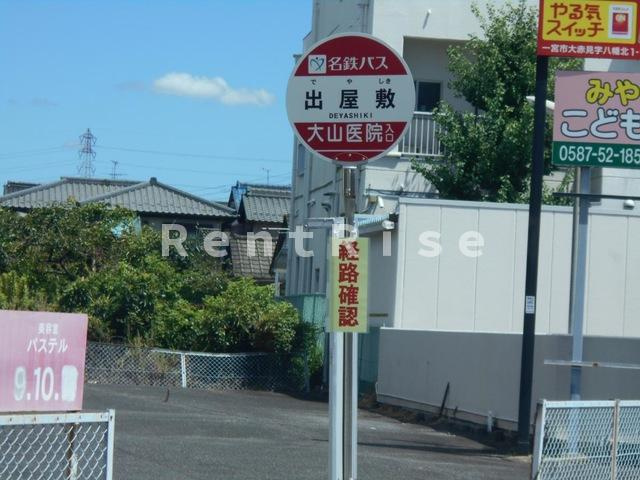 名鉄バス
でやしき
出屋敷
DEYASHIKI
大山医院入口
経路確認
RentRise
やる気
スイッチ
一宮市大赤見字八幡北1-
みや
こども
0587-52-185
美容室
パステル
9.10.